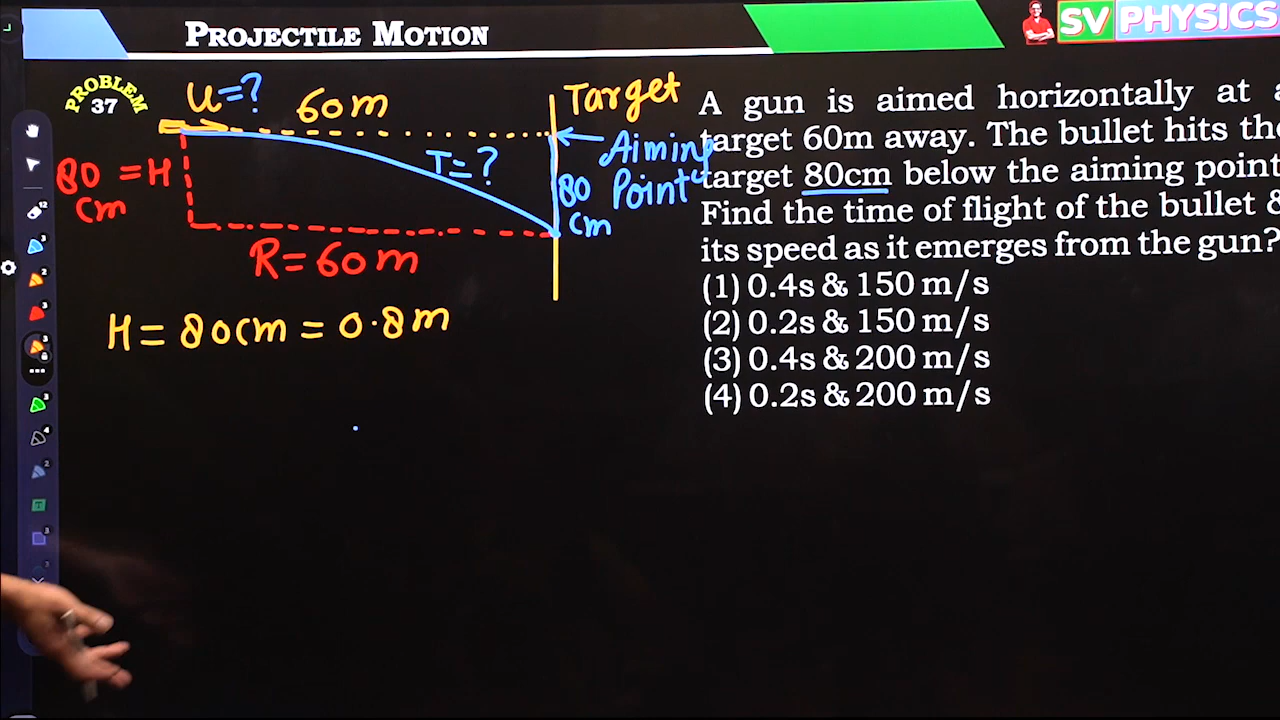 PROJECTILE MOTION
SV PHYSICS
PROBLEM
37
U=?
60m
Target
Aiming
Point
T=?
80
cm
80 = H
cm
R=60m
H = 80cm = 0.8m
A gun is aimed horizontally at a
target 60m away. The bullet hits the
target 80cm below the aiming point.
Find the time of flight of the bullet &
its speed as it emerges from the gun?
(1) 0.4s & 150 m/s
(2) 0.2s & 150 m/s
(3) 0.4s & 200 m/s
(4) 0.2s & 200 m/s